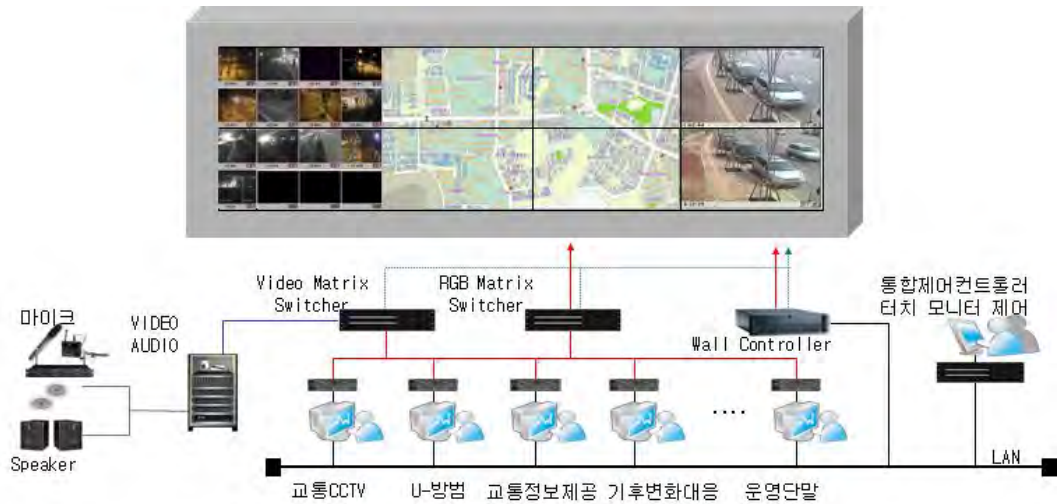 Video Matrix
Switcher
RGB Matrix
Switcher
통합제어컨트롤러
터치 모니터 제어
마이크
VIDEO
AUDIO
Wall Controller
....
Speaker
LAN
교통CCTV
U-방범
교통정보제공
기후변화대응
운영단말